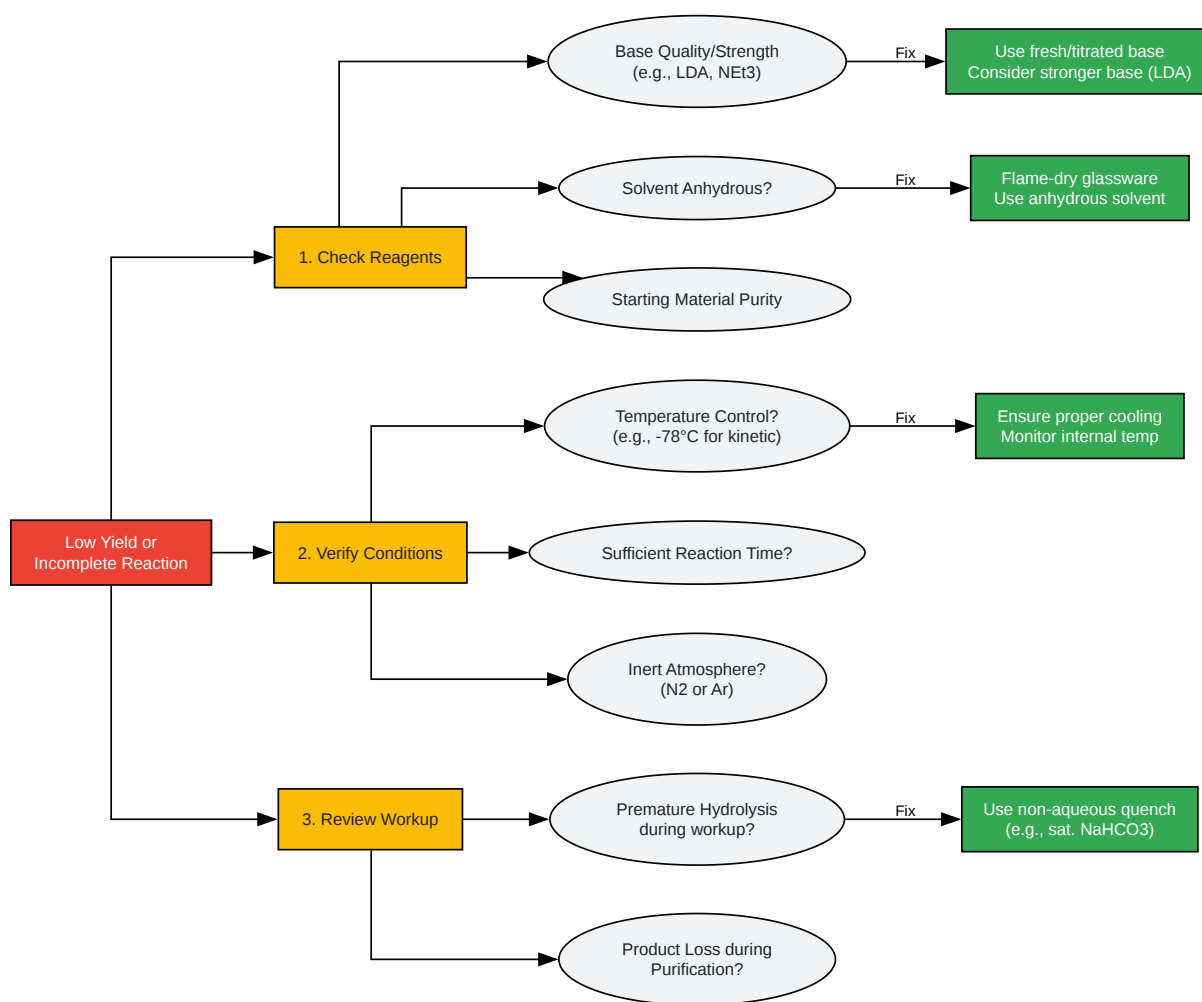 Base Quality/Strength
(e.g., LDA, NEt3)
Fix
Use fresh/titrated base
Consider stronger base (LDA)
Solvent Anhydrous?
Fix
Flame-dry glassware
Use anhydrous solvent
1. Check Reagents
Starting Material Purity
Temperature Control?
(e.g., -78°C for kinetic)
Fix
Ensure proper cooling
Monitor internal temp
Low Yield or
Incomplete Reaction
2. Verify Conditions
Sufficient Reaction Time?
Inert Atmosphere?
(N2 or Ar)
3. Review Workup
Premature Hydrolysis
during workup?
Fix
Use non-aqueous quench
(e.g., sat. NaHCO3)
Product Loss during
Purification?